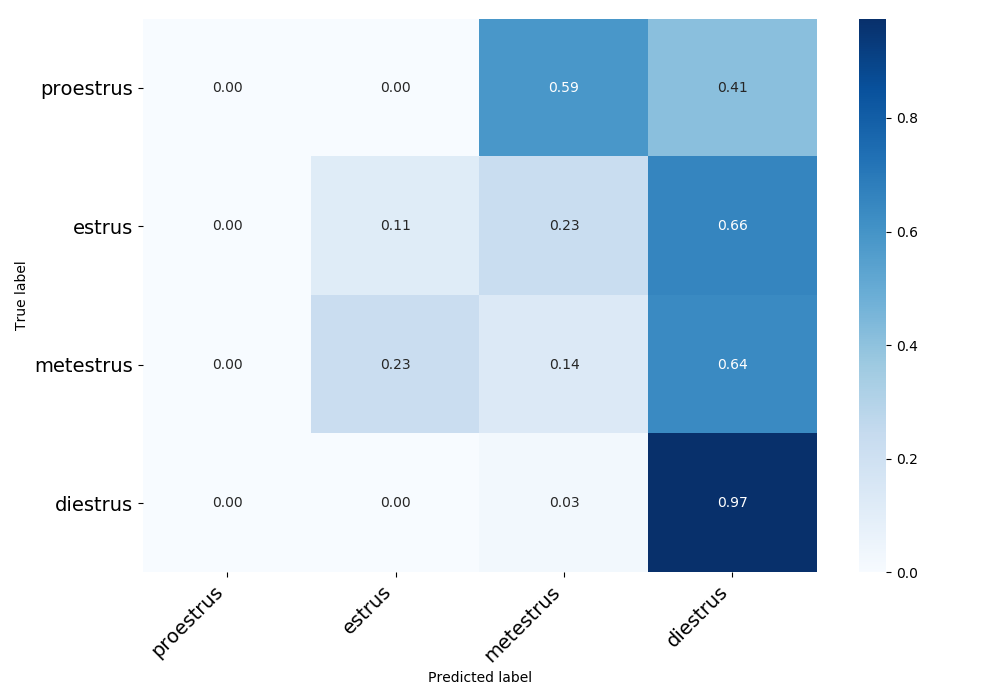 proestrus 0.00 0.00 0.59 0.41
estrus 0.00 0.11 0.23 0.66
metestrus 0.00 0.23 0.14 0.64
diestrus 0.00 0.00 0.03 0.97
True label
proestrus estrus metestrus diestrus
Predicted label
0.8
0.6
0.4
0.2
0.0